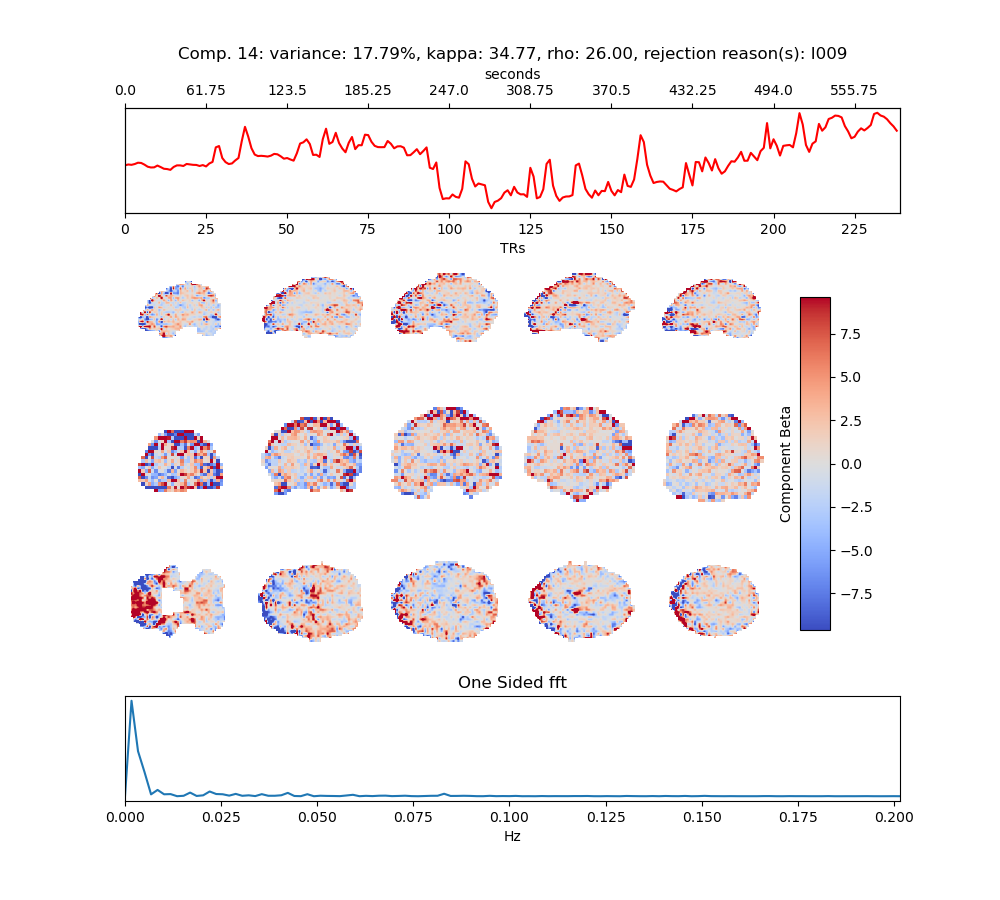 Comp. 14: variance: 17.79%, kappa: 34.77, rho: 26.00, rejection reason(s): I009
seconds
0.0 61.75 123.5 185.25 247.0 308.75 370.5 432.25 494.0 555.75
0 25 50 75 100 125 150 175 200 225
TRs
7.5
5.0
2.5
0.0
−2.5
−5.0
−7.5
Component Beta
One Sided fft
0.000 0.025 0.050 0.075 0.100 0.125 0.150 0.175 0.200
Hz